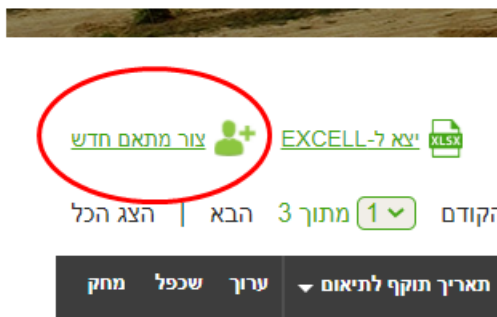 יצא ל-EXCELL XLSX צור מתאם חדש
הקודם 1 מתוך 3 הבא | הצג הכל
תאריך תוקף לתיאום ערוך שכפל מחק